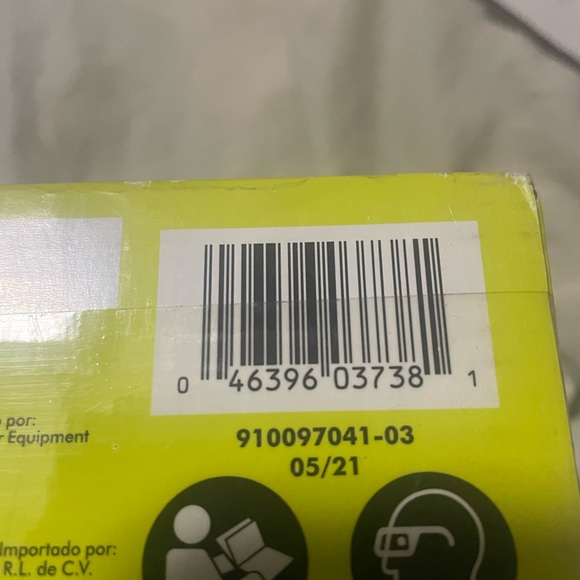 0 46396 03738 1
910097041-03
05/21
por:
Equipment
Importado por:
R.L. de C.V.